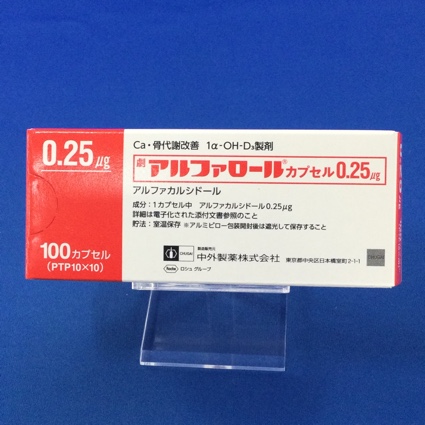 0.25μg
Ca・骨代謝改善 1α-OH-D₃製剤
劇 アルファロール®カプセル0.25μg
アルファカルシドール
成分：1カプセル中 アルファカルシドール0.25μg
詳細は電子化された添付文書参照のこと
貯法：室温保存 ※アルミピロー包装開封後は遮光して保存すること
100カプセル
(PTP10×10)
製造販売元
CHUGAI 中外製薬株式会社 東京都中央区日本橋室町2-1-1
Roche ロシュ グループ